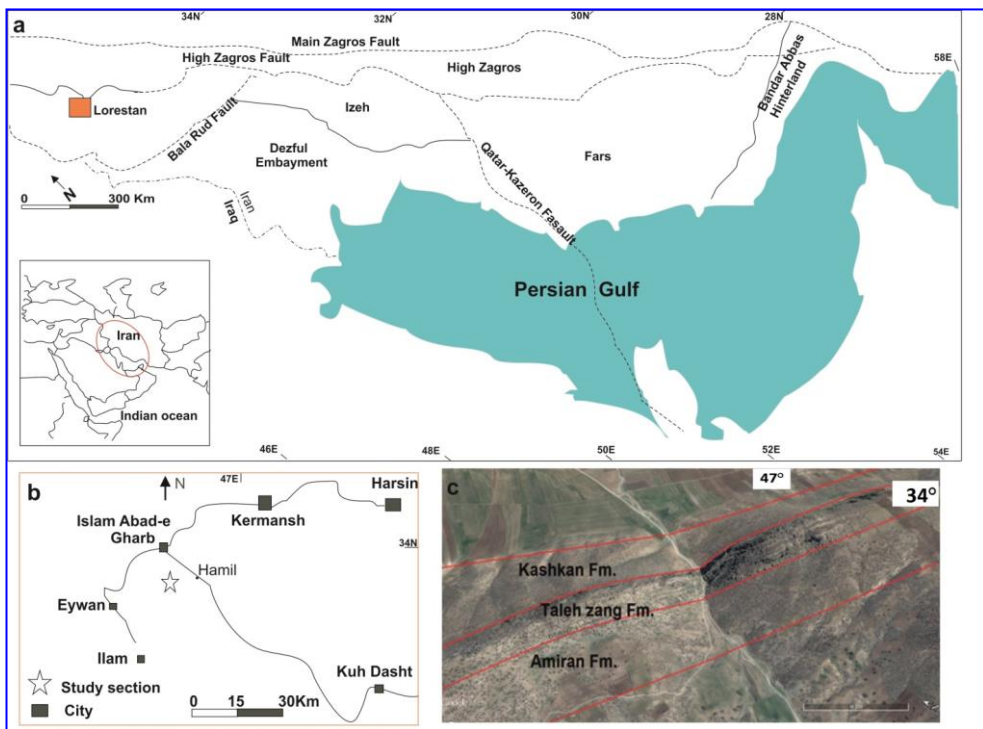 a
34N
32N
30N
28N
58E
Main Zagros Fault
High Zagros Fault
High Zagros
Bandar Abbas
Hinterland
Lorestan
Bala Rud Fault
Izeh
Dezful
Embayment
Qatar-Kazeron Fasault
Fars
N
0 300 Km
Iran
Iraq
Persian Gulf
Iran
Indian ocean
46E
48E
50E
52E
54E
b
N
47E
Harsin
Islam Abad-e
Gharb
Kermansh
34N
Hamil
Eywan
Ilam
Study section
City
Kuh Dasht
0 15 30Km
c
47°
34°
Kashkan Fm.
Taleh zang Fm.
Amiran Fm.